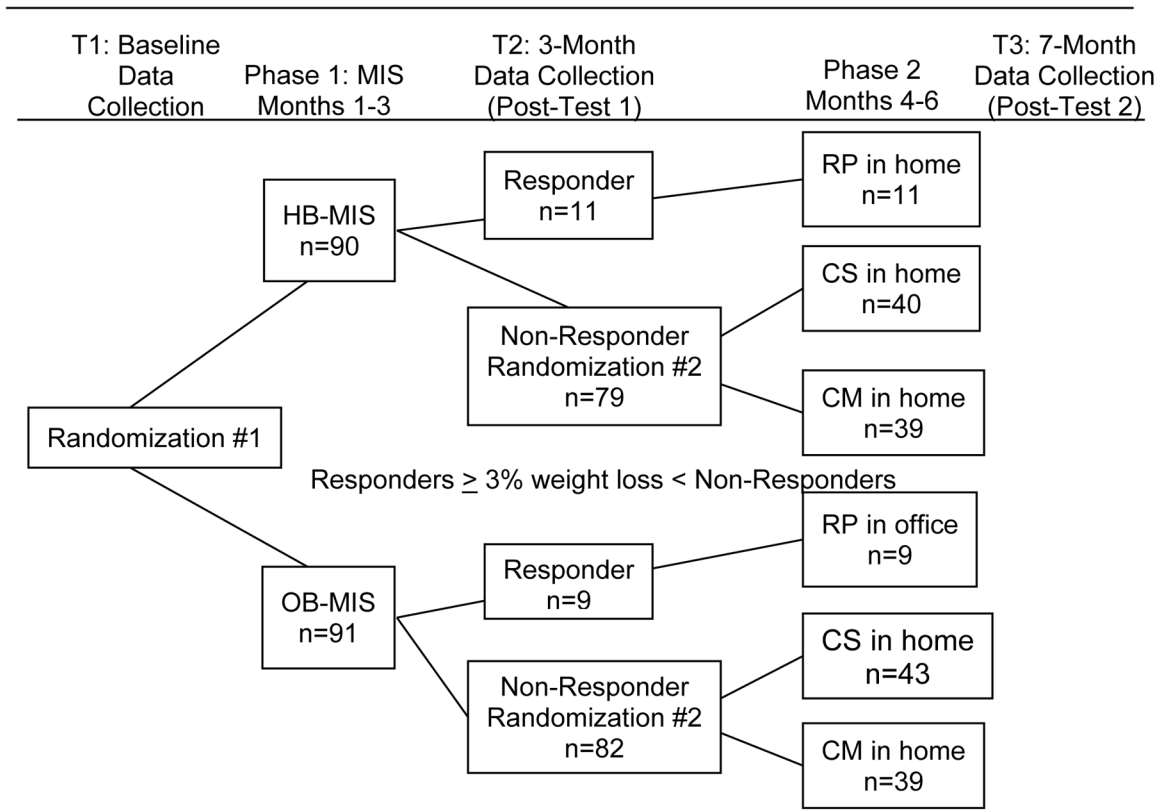 T1: Baseline
Data
Collection
Phase 1: MIS
Months 1-3
T2: 3-Month
Data Collection
(Post-Test 1)
Phase 2
Months 4-6
T3: 7-Month
Data Collection
(Post-Test 2)
Randomization #1
HB-MIS
n=90
Responder
n=11
RP in home
n=11
Non-Responder
Randomization #2
n=79
CS in home
n=40
CM in home
n=39
Responders ≥ 3% weight loss < Non-Responders
OB-MIS
n=91
Responder
n=9
RP in office
n=9
Non-Responder
Randomization #2
n=82
CS in home
n=43
CM in home
n=39